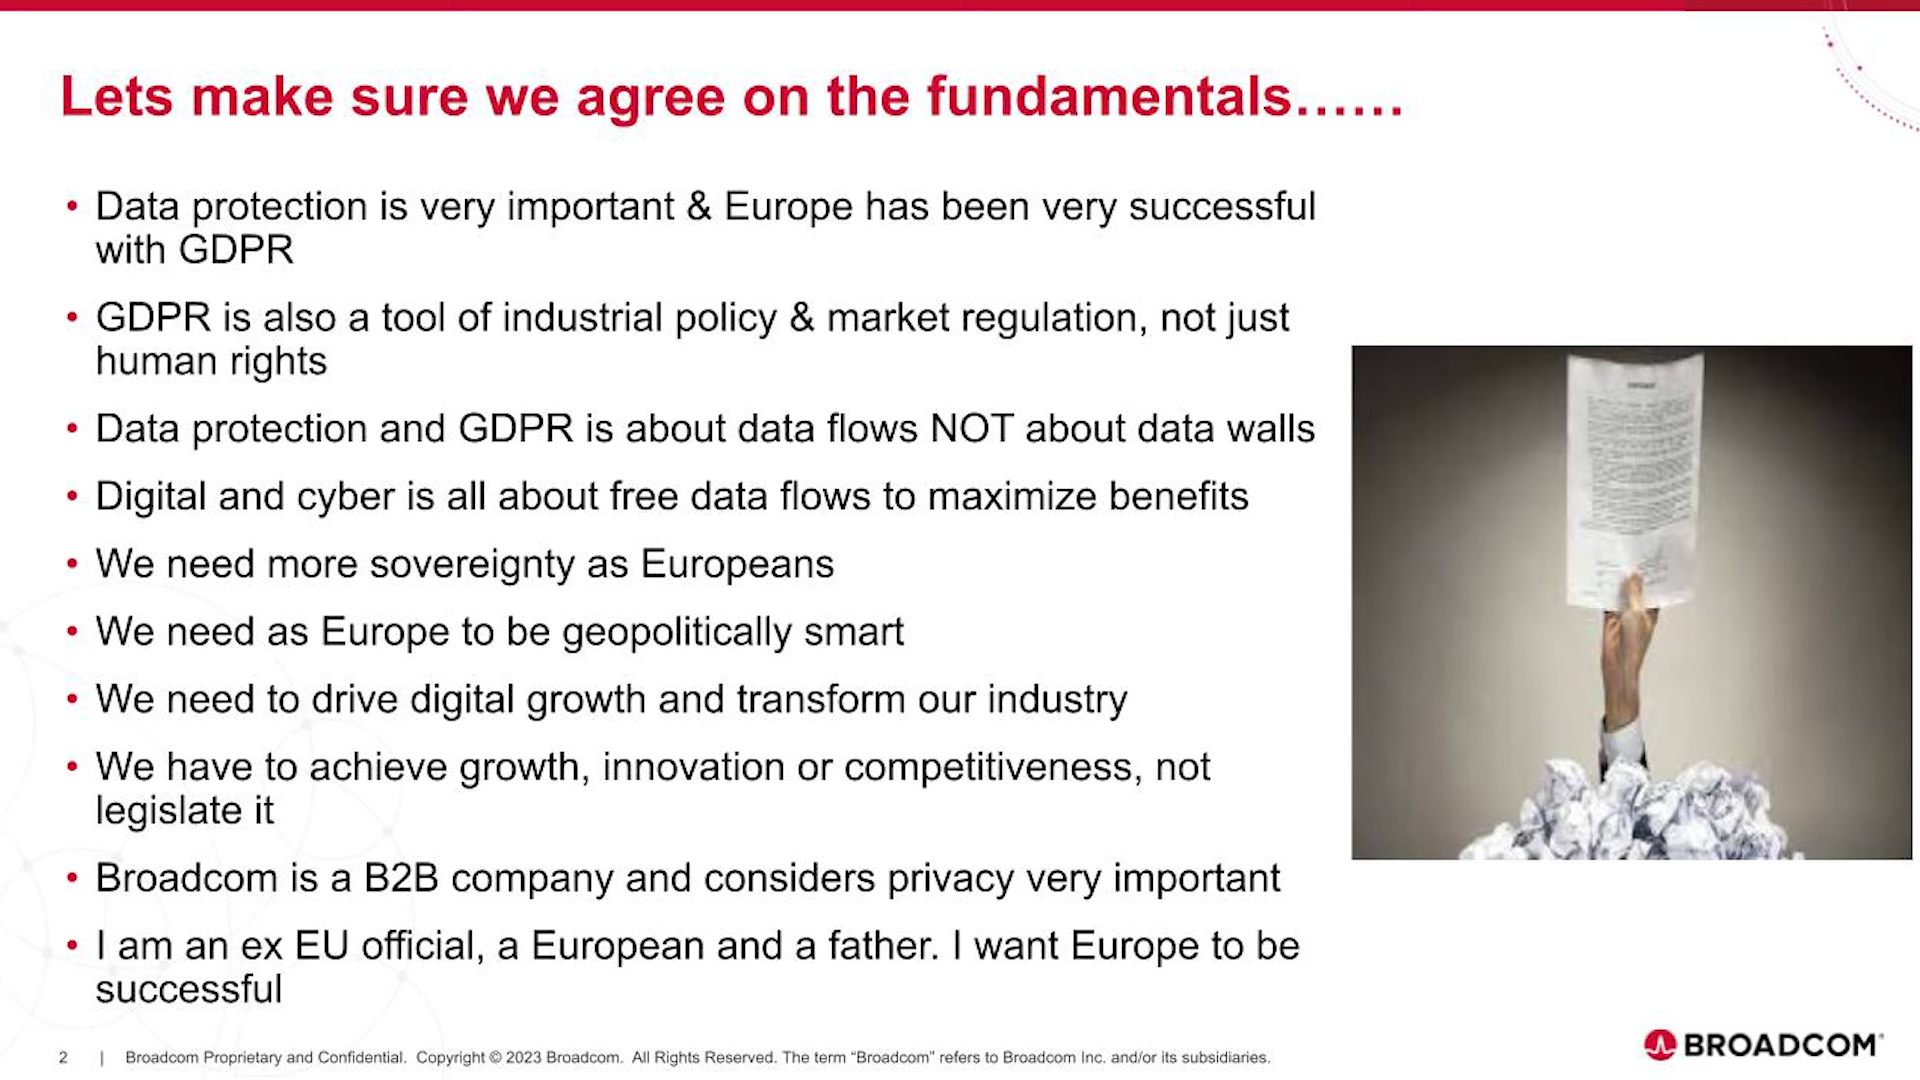 Lets make sure we agree on the fundamentals......
• Data protection is very important & Europe has been very successful
with GDPR
• GDPR is also a tool of industrial policy & market regulation, not just
human rights
• Data protection and GDPR is about data flows NOT about data walls
• Digital and cyber is all about free data flows to maximize benefits
• We need more sovereignty as Europeans
• We need as Europe to be geopolitically smart
• We need to drive digital growth and transform our industry
• We have to achieve growth, innovation or competitiveness, not
legislate it
• Broadcom is a B2B company and considers privacy very important
• I am an ex EU official, a European and a father. I want Europe to be
successful
2 | Broadcom Proprietary and Confidential. Copyright © 2023 Broadcom. All Rights Reserved. The term “Broadcom” refers to Broadcom Inc. and/or its subsidiaries.
BROADCOM